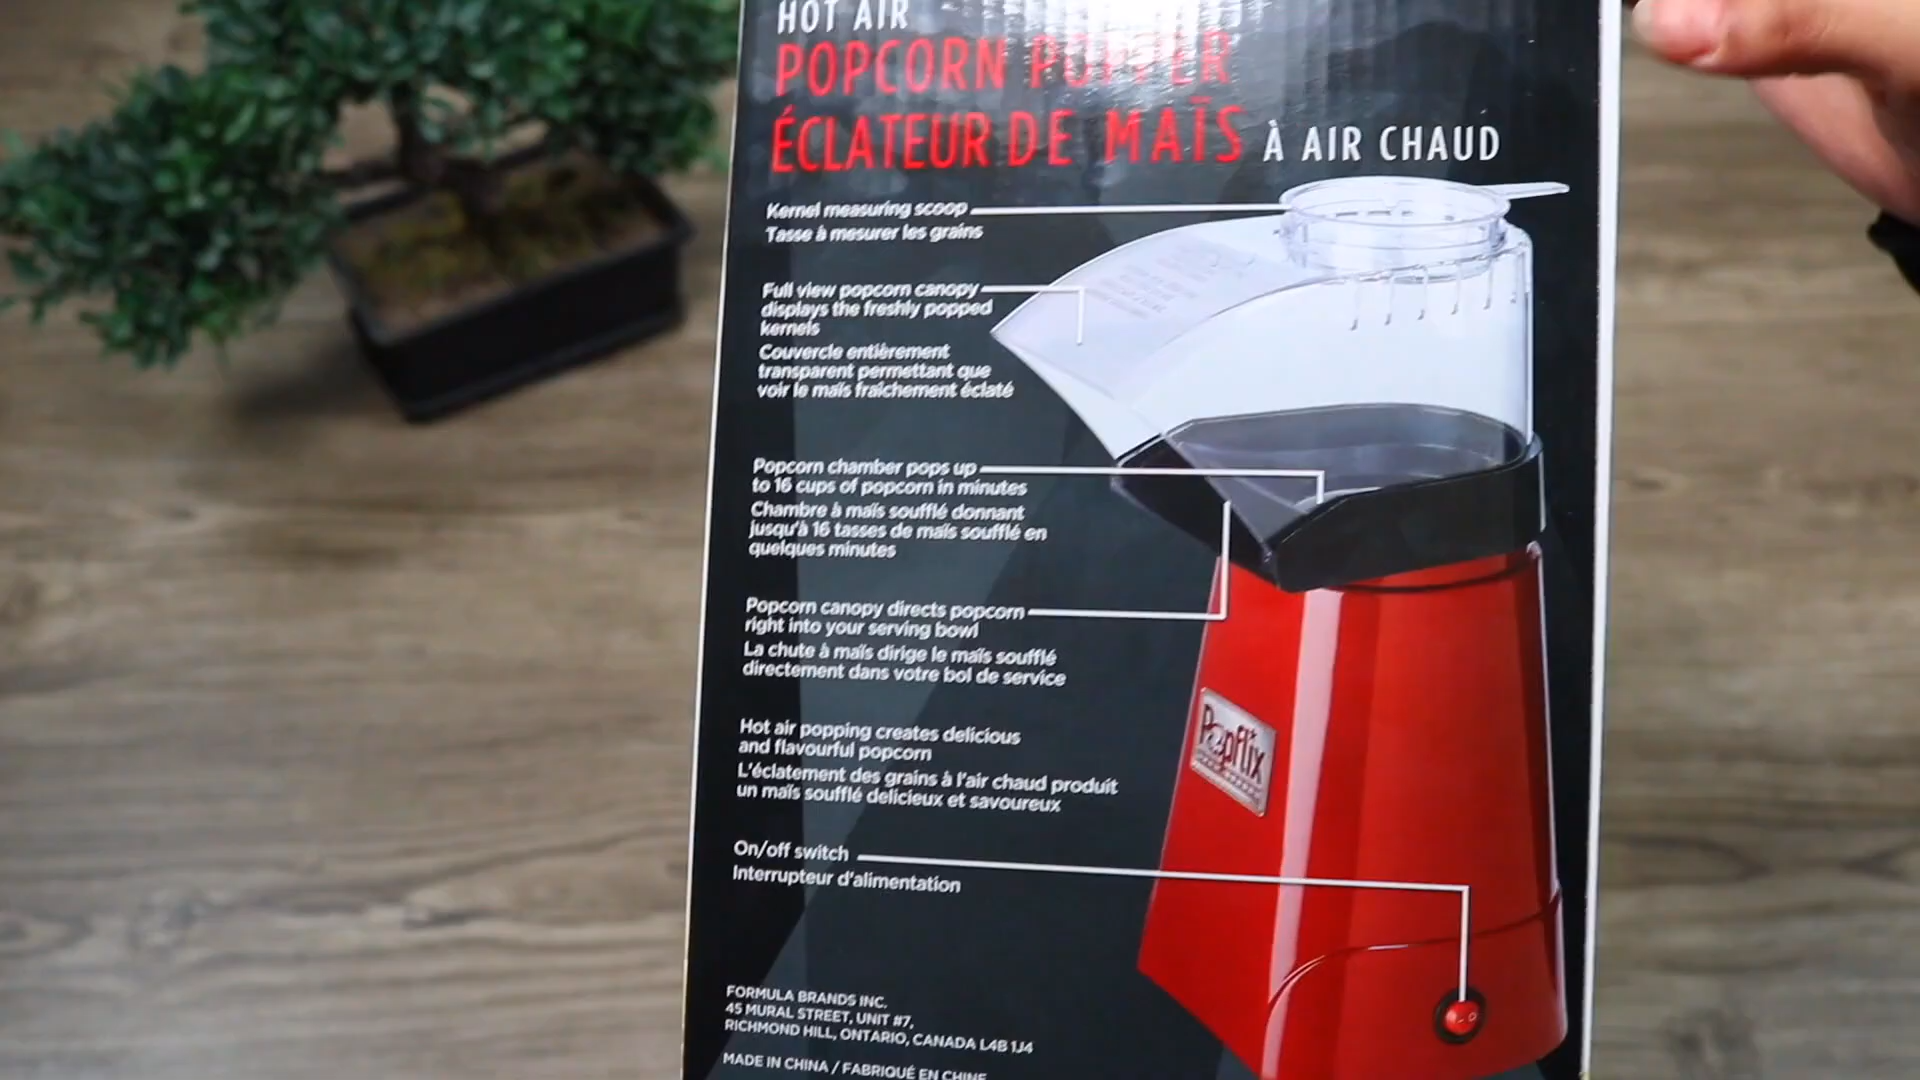 HOT AIR
POPCORN POPPER
ÉCLATEUR DE MAÏS À AIR CHAUD
Kernel measuring scoop
Tasse à mesurer les grains
Full view popcorn canopy
displays the freshly popped
kernels
Couvercle entièrement
transparent permettant que
voir le maïs fraîchement éclaté
Popcorn chamber pops up
to 16 cups of popcorn in minutes
Chambre à maïs soufflé donnant
jusqu'à 16 tasses de maïs soufflé en
quelques minutes
Popcorn canopy directs popcorn
right into your serving bowl
La chute à maïs dirige le maïs soufflé
directement dans votre bol de service
Popflix
Hot air popping creates delicious
and flavourful popcorn
L'éclatement des grains à l'air chaud produit
un maïs soufflé delicieux et savoureux
On/off switch
Interrupteur d'alimentation
FORMULA BRANDS INC.
45 MURAL STREET, UNIT #7,
RICHMOND HILL, ONTARIO, CANADA L4B 1J4
MADE IN CHINA / FABRIQUÉ EN CHINE